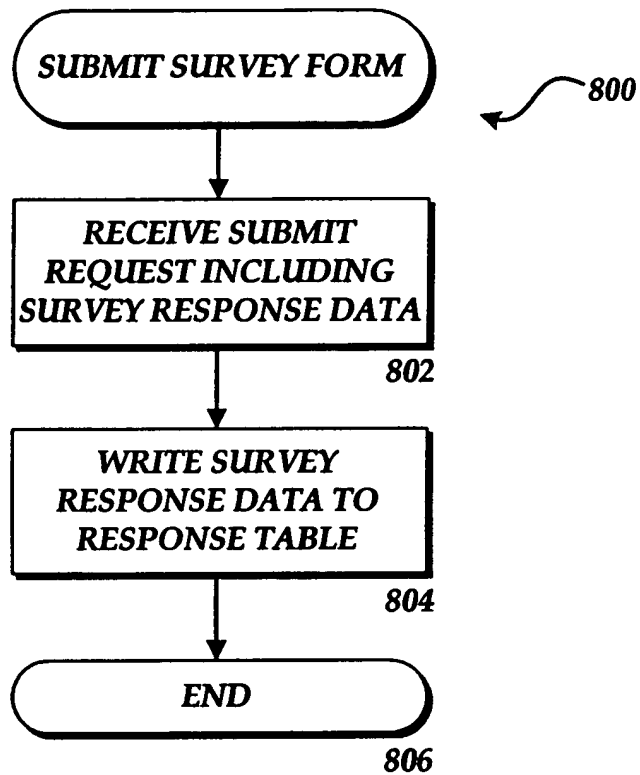 SUBMIT SURVEY FORM
800
RECEIVE SUBMIT
REQUEST INCLUDING
SURVEY RESPONSE DATA
802
WRITE SURVEY
RESPONSE DATA TO
RESPONSE TABLE
804
END
806